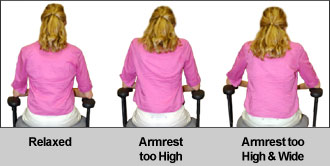 Relaxed
Armrest
too High
Armrest too
High & Wide